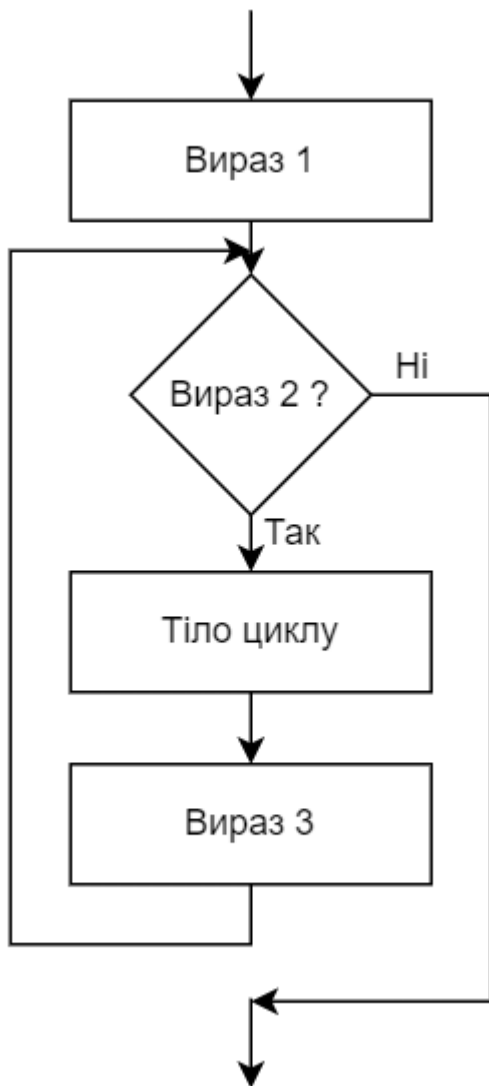 Вираз 1
Вираз 2 ?
Ні
Так
Тіло циклу
Вираз 3